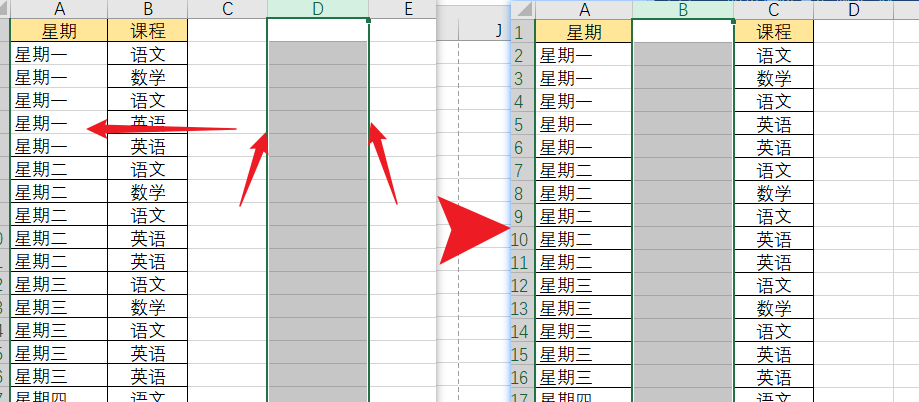 A B C D E
星期 课程
星期一 语文
星期一 数学
星期一 语文
星期一 英语
星期一 英语
星期二 语文
星期二 数学
星期二 语文
星期二 英语
星期二 英语
星期三 语文
星期三 数学
星期三 语文
星期三 英语
星期三 英语
星期四 语文
J
A B C D
1 星期 课程
2 星期一 语文
3 星期一 数学
4 星期一 语文
5 星期一 英语
6 星期一 英语
7 星期二 语文
8 星期二 数学
9 星期二 语文
10 星期二 英语
11 星期二 英语
12 星期三 语文
13 星期三 数学
14 星期三 语文
15 星期三 英语
16 星期三 英语
17 星期四 语文